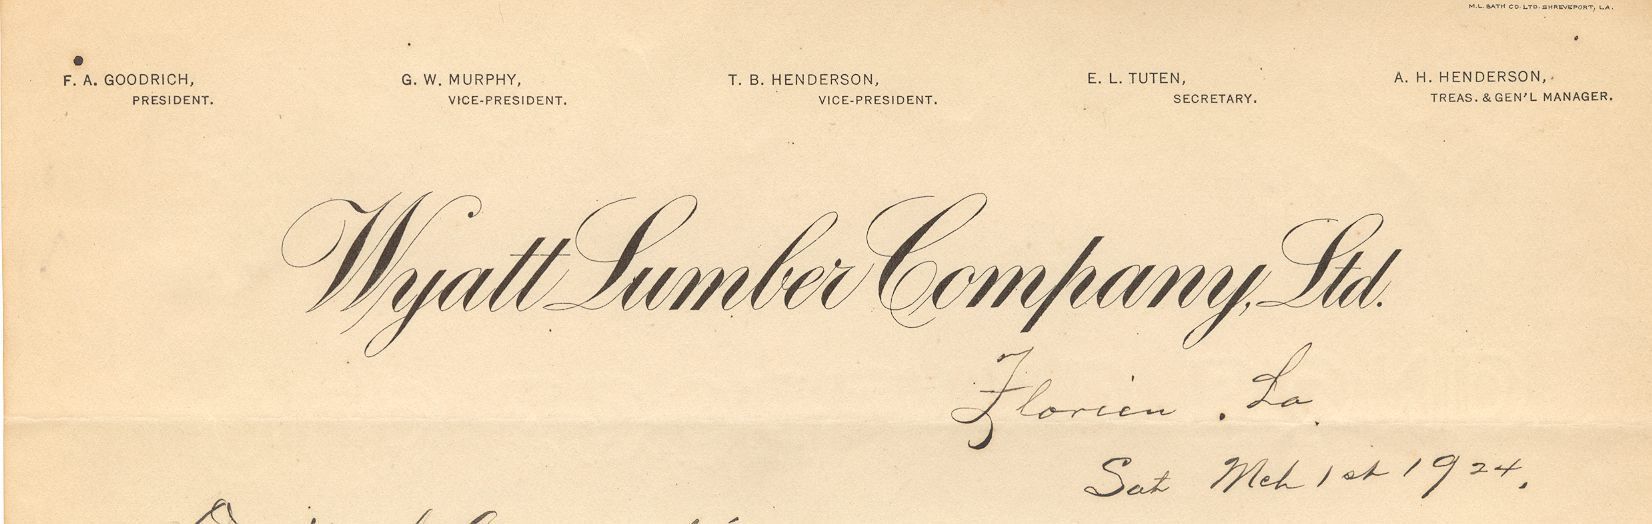 M.L. BATH CO. LTD. SHREVEPORT, LA.
F. A. GOODRICH, G. W. MURPHY, T. B. HENDERSON, E. L. TUTEN, A. H. HENDERSON,
PRESIDENT. VICE-PRESIDENT. VICE-PRESIDENT. SECRETARY. TREAS. & GEN'L MANAGER.
Wyatt Lumber Company, Ltd.
Florien . La.
Sat Mch 1st 1924.